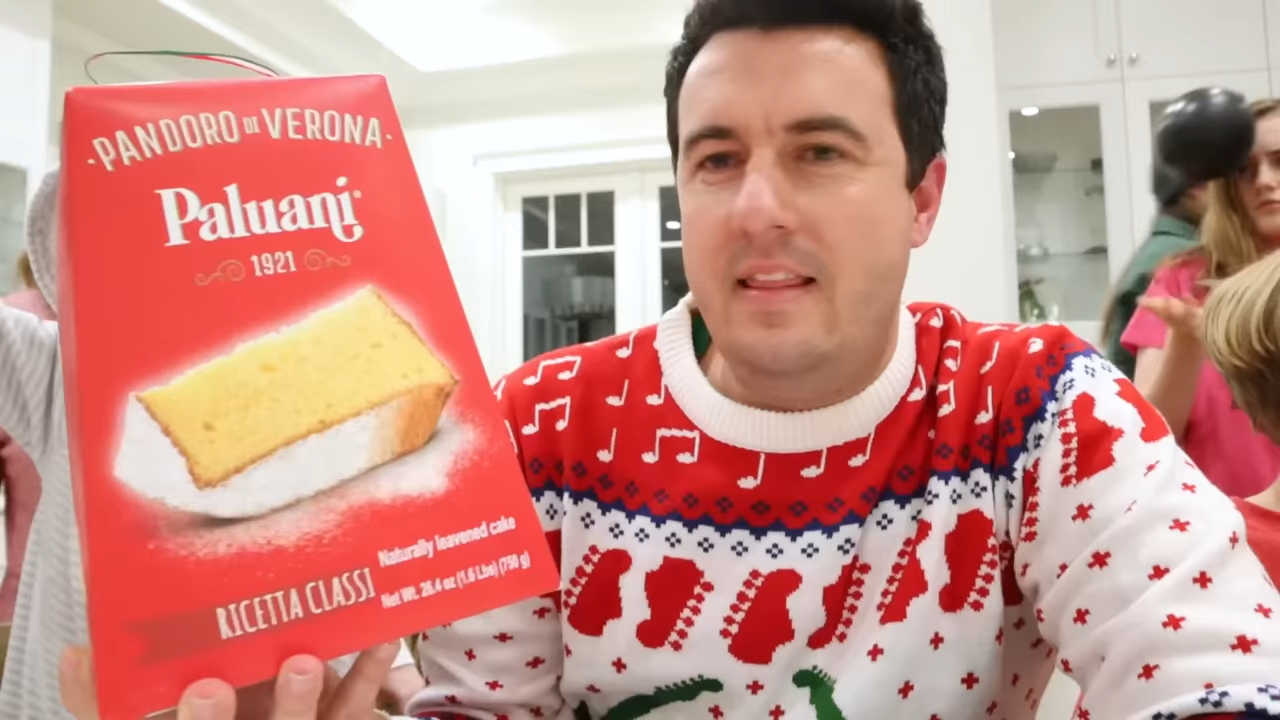 ·PANDORO DI VERONA·
Paluani®
1921
Naturally leavened cake
Net Wt. 26.4 oz (1.6 Lbs) (750 g)
RICETTA CLASSI